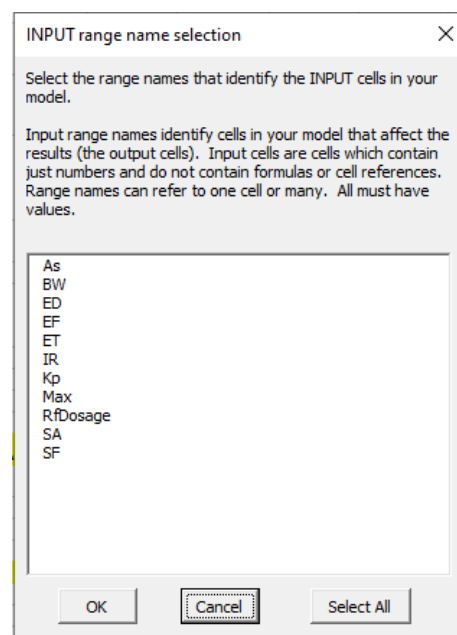 INPUT range name selection
Select the range names that identify the INPUT cells in your
model.
Input range names identify cells in your model that affect the
results (the output cells). Input cells are cells which contain
just numbers and do not contain formulas or cell references.
Range names can refer to one cell or many. All must have
values.
As
BW
ED
EF
ET
IR
Kp
Max
RfDosage
SA
SF
OK Cancel Select All